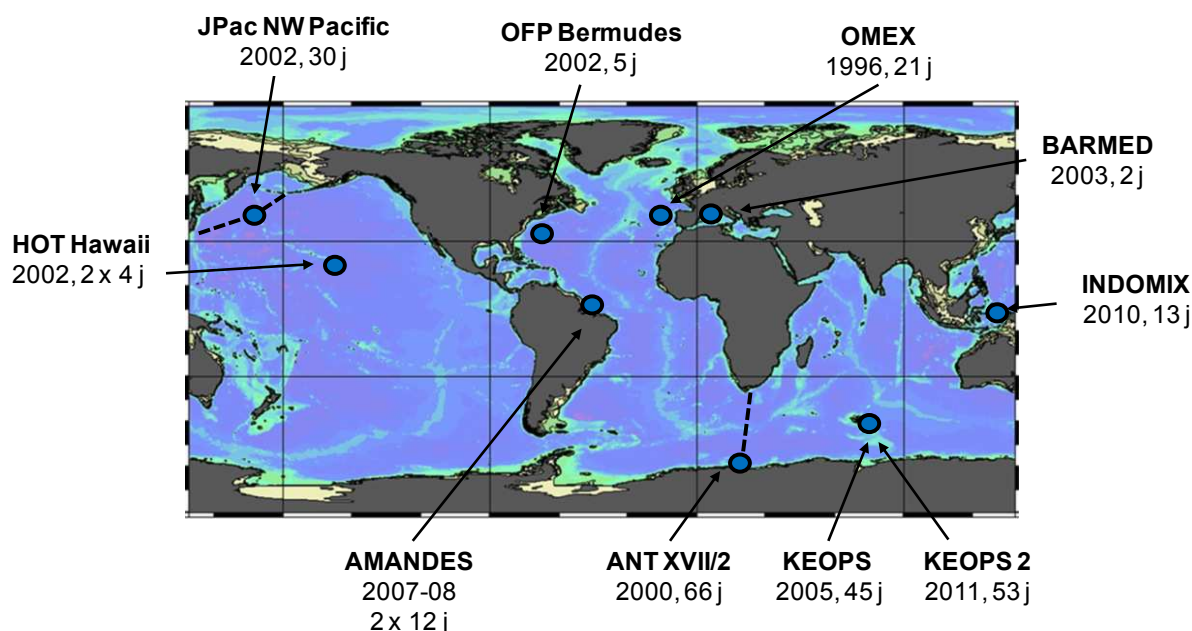 JPac NW Pacific
2002, 30 j
OFP Bermudes
2002, 5 j
OMEX
1996, 21 j
BARMED
2003, 2 j
HOT Hawaii
2002, 2 x 4 j
INDOMIX
2010, 13 j
AMANDES
2007-08
2 x 12 j
ANT XVII/2
2000, 66 j
KEOPS
2005, 45 j
KEOPS 2
2011, 53 j